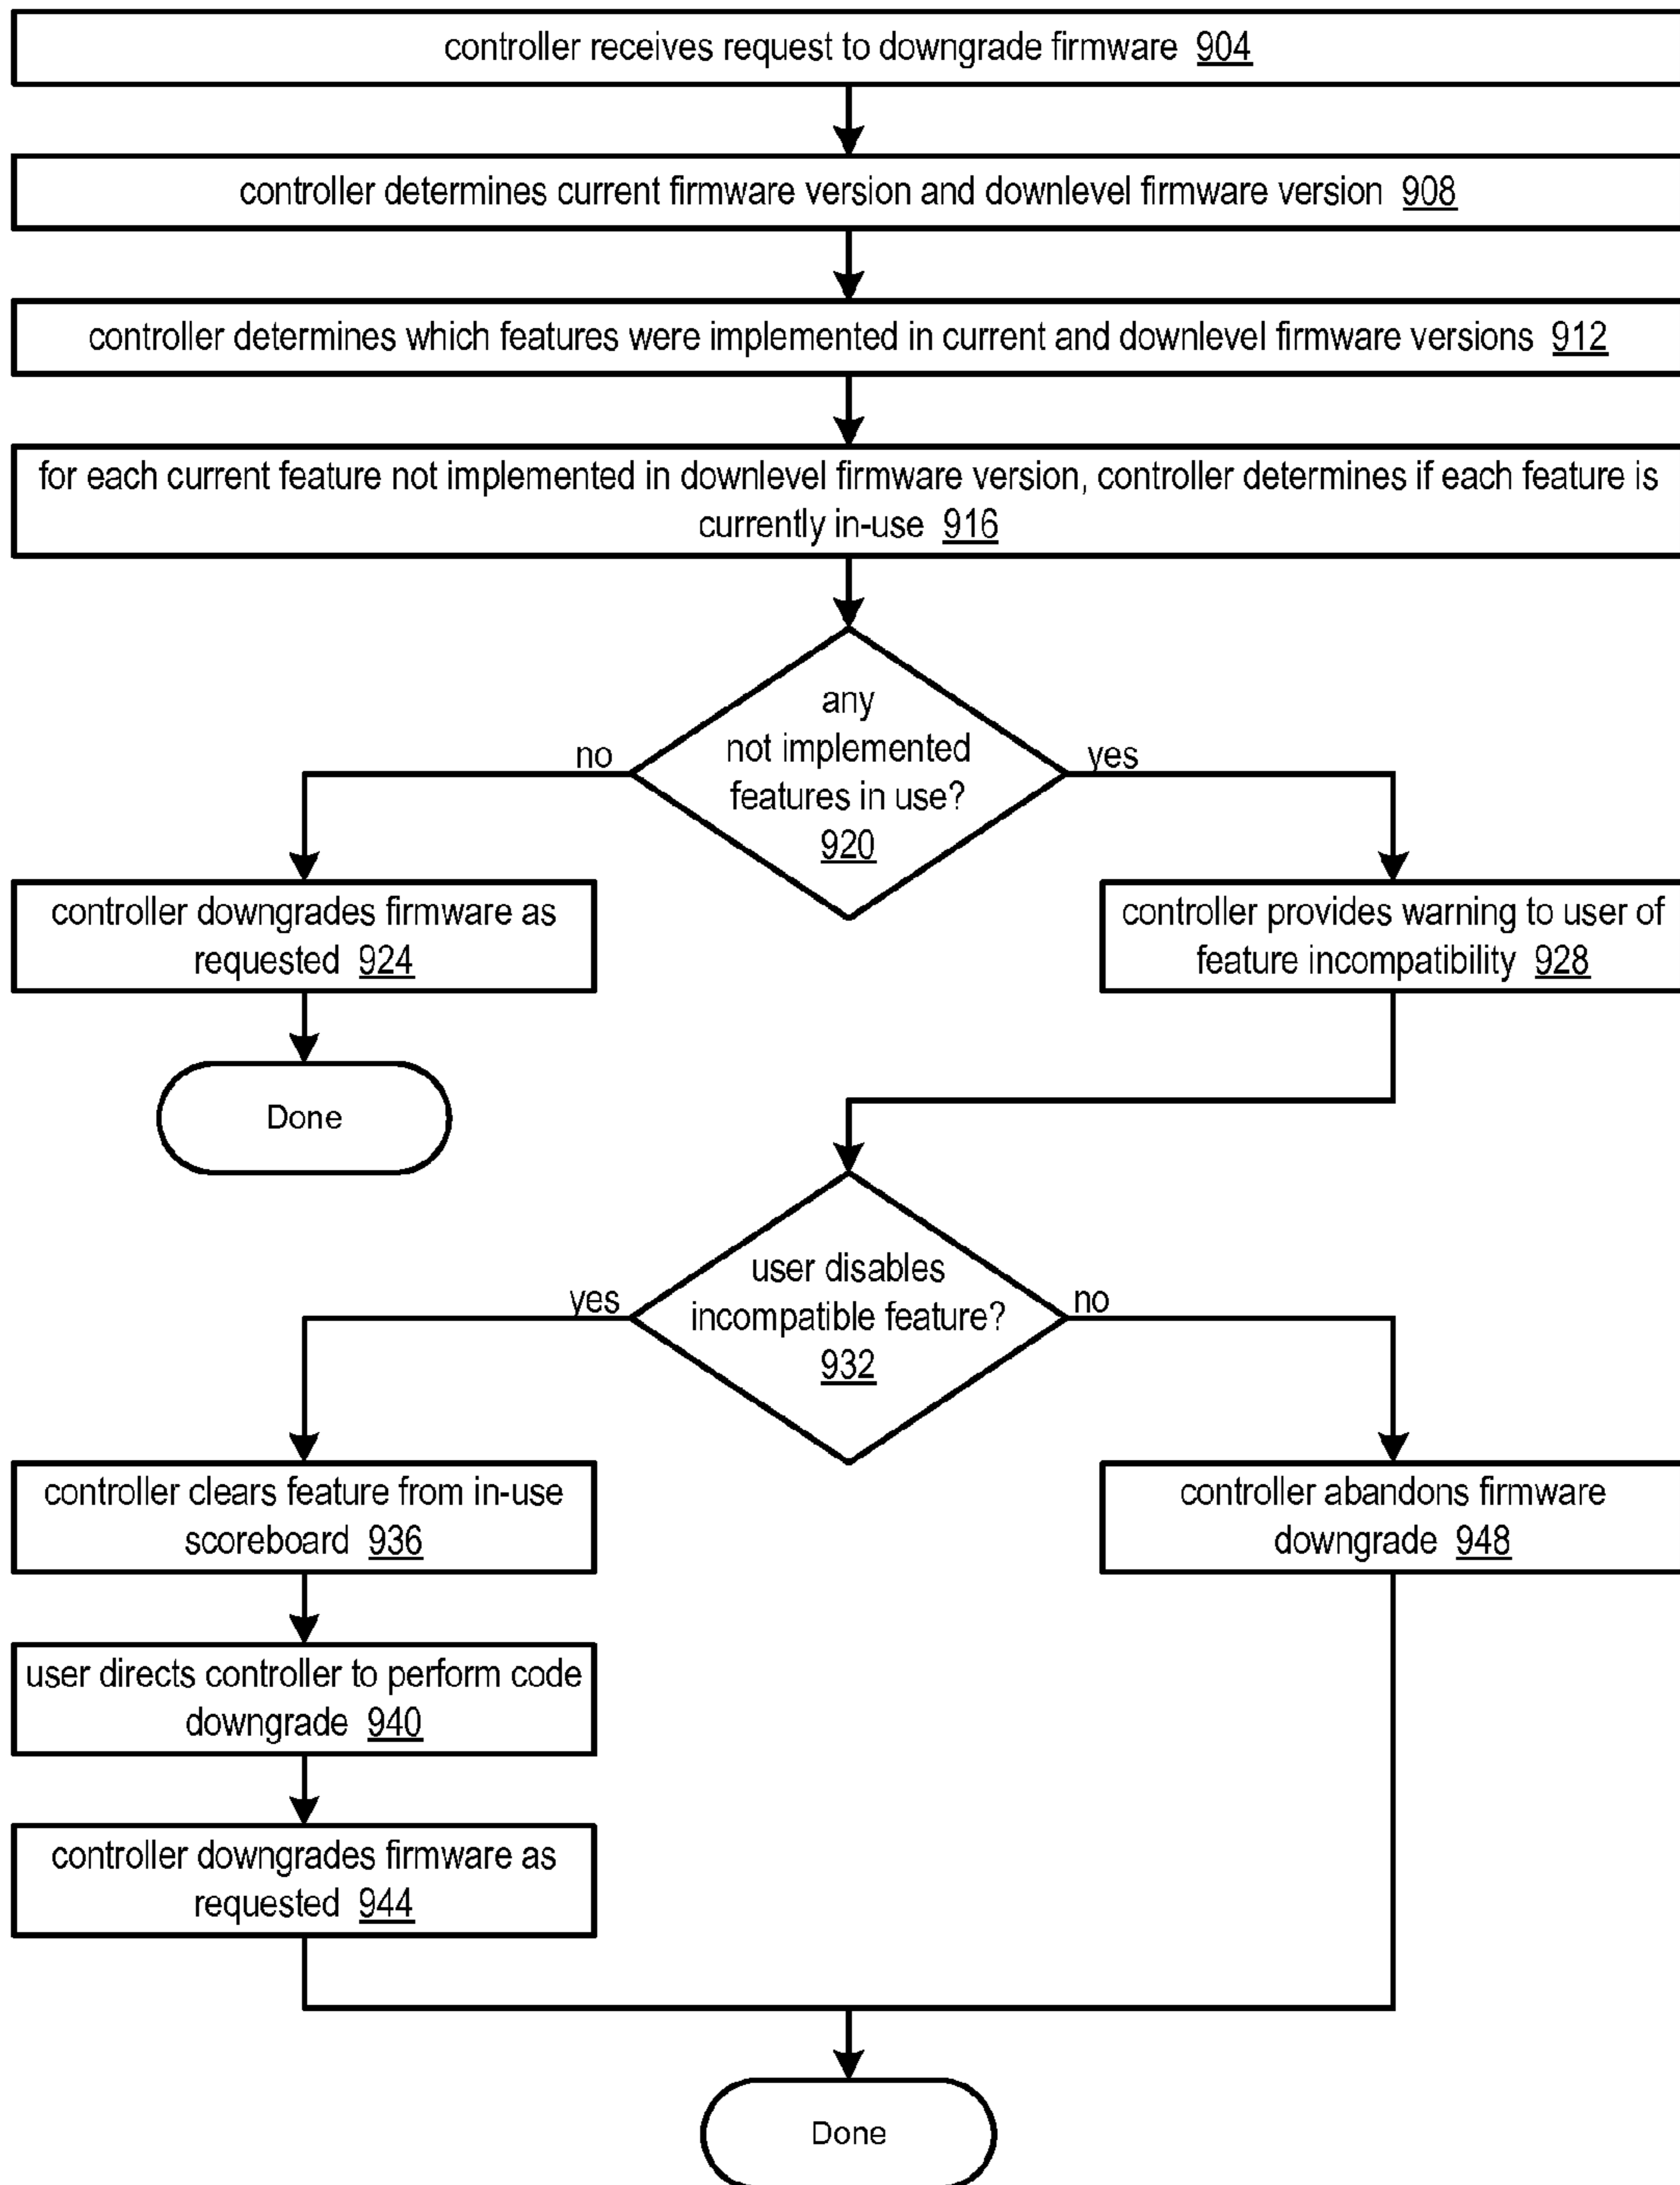 controller receives request to downgrade firmware 904
controller determines current firmware version and downlevel firmware version 908
controller determines which features were implemented in current and downlevel firmware versions 912
for each current feature not implemented in downlevel firmware version, controller determines if each feature is
currently in-use 916
any
not implemented
features in use?
920
no
yes
controller downgrades firmware as
requested 924
controller provides warning to user of
feature incompatibility 928
Done
user disables
incompatible feature?
932
yes
no
controller clears feature from in-use
scoreboard 936
controller abandons firmware
downgrade 948
user directs controller to perform code
downgrade 940
controller downgrades firmware as
requested 944
Done